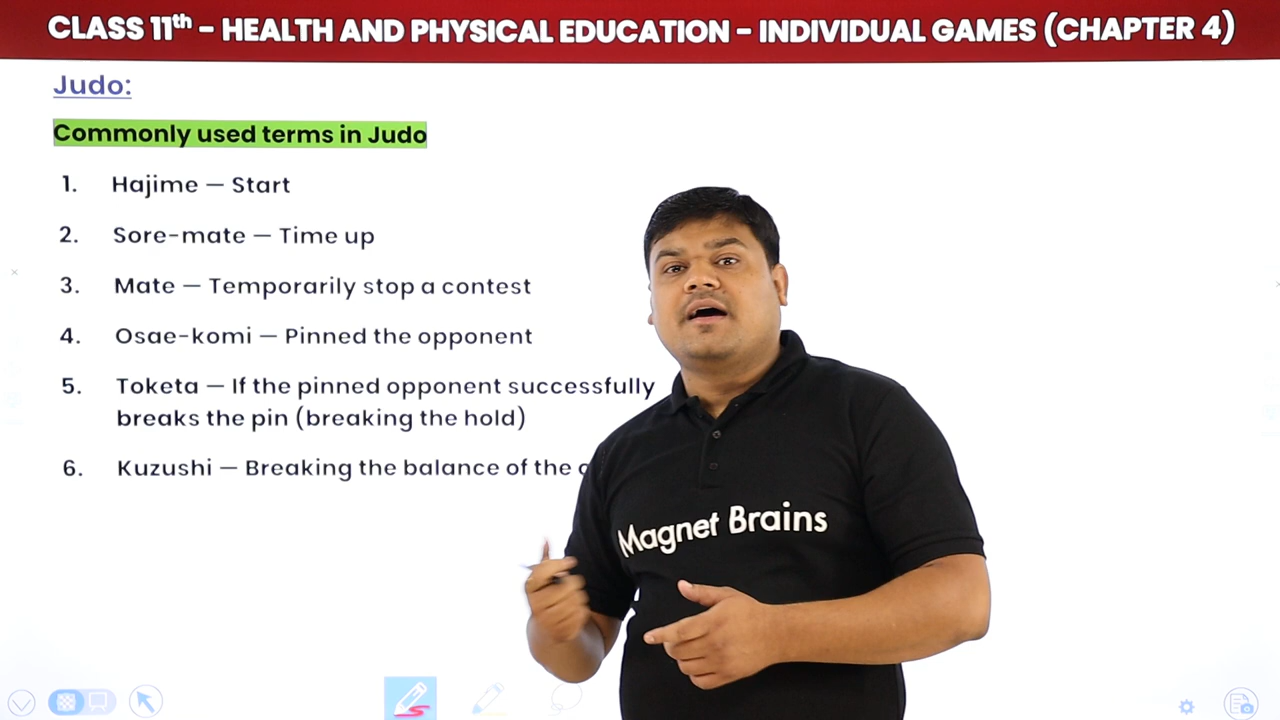 CLASS 11th - HEALTH AND PHYSICAL EDUCATION - INDIVIDUAL GAMES (CHAPTER 4)
Judo:
Commonly used terms in Judo
1. Hajime – Start
2. Sore-mate – Time up
3. Mate – Temporarily stop a contest
4. Osae-komi – Pinned the opponent
5. Toketa – If the pinned opponent successfully
breaks the pin (breaking the hold)
6. Kuzushi – Breaking the balance of the
Magnet Brains